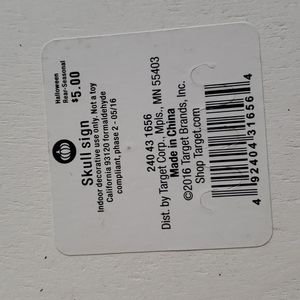 Halloween
Rear-Seasonal
$5.00
Skull sign
Indoor decorative use only. Not a toy
California 93120 formaldehyde
compliant, phase 2 - 05/16
240 43 1656
Dist. by Target Corp., Mpls., MN 55403
Made in China
©2016 Target Brands, Inc.
Shop Target.com
4 92404 31656 4